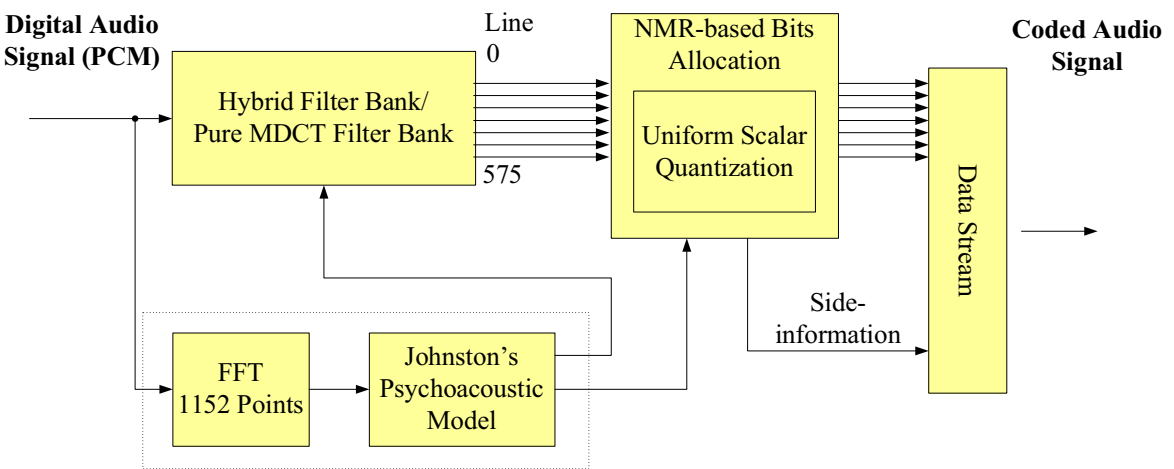 Digital Audio
Signal (PCM)
Line
0
575
Hybrid Filter Bank/
Pure MDCT Filter Bank
NMR-based Bits
Allocation
Uniform Scalar
Quantization
Coded Audio
Signal
Data Stream
Side-
information
FFT
1152 Points
Johnston’s
Psychoacoustic
Model